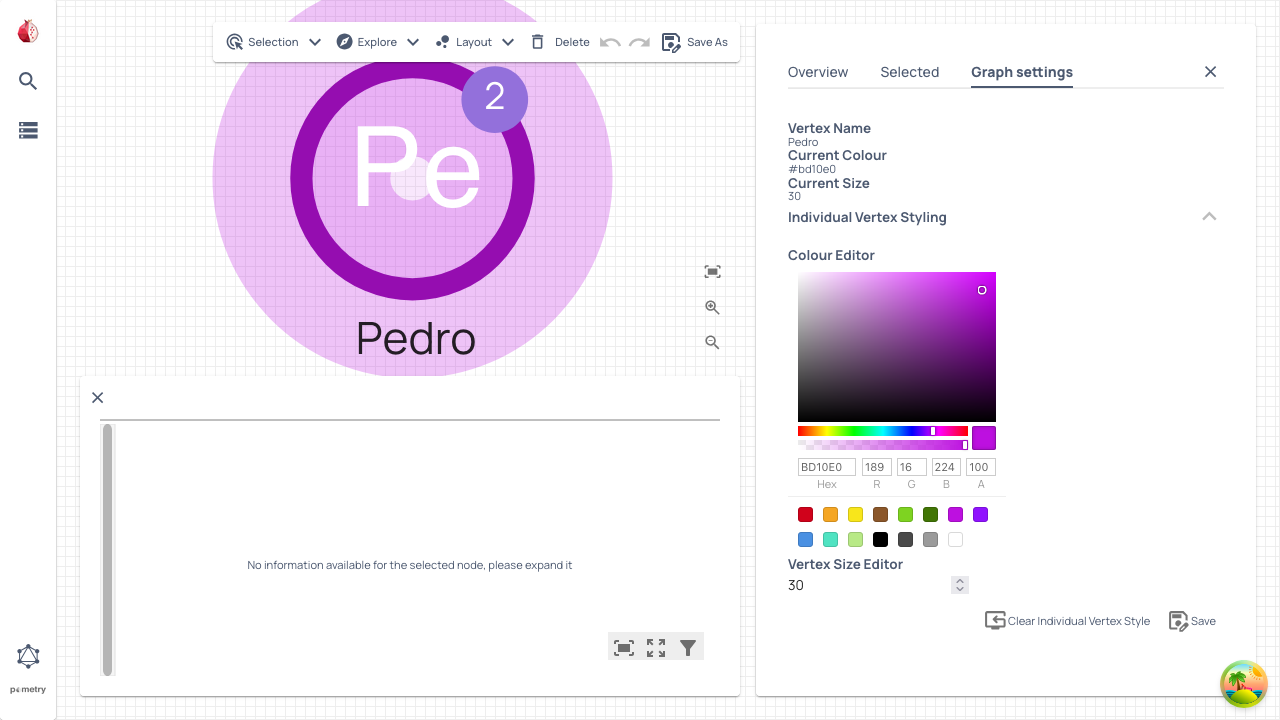 Selection
Explore
Layout
Delete
Save As
2
Pe
Pedro
No information available for the selected node, please expand it
pometry
Overview
Selected
Graph settings
Vertex Name
Pedro
Current Colour
#bd10e0
Current Size
30
Individual Vertex Styling
Colour Editor
BD10E0 189 16 224 100
Hex R G B A
Vertex Size Editor
30
Clear Individual Vertex Style
Save